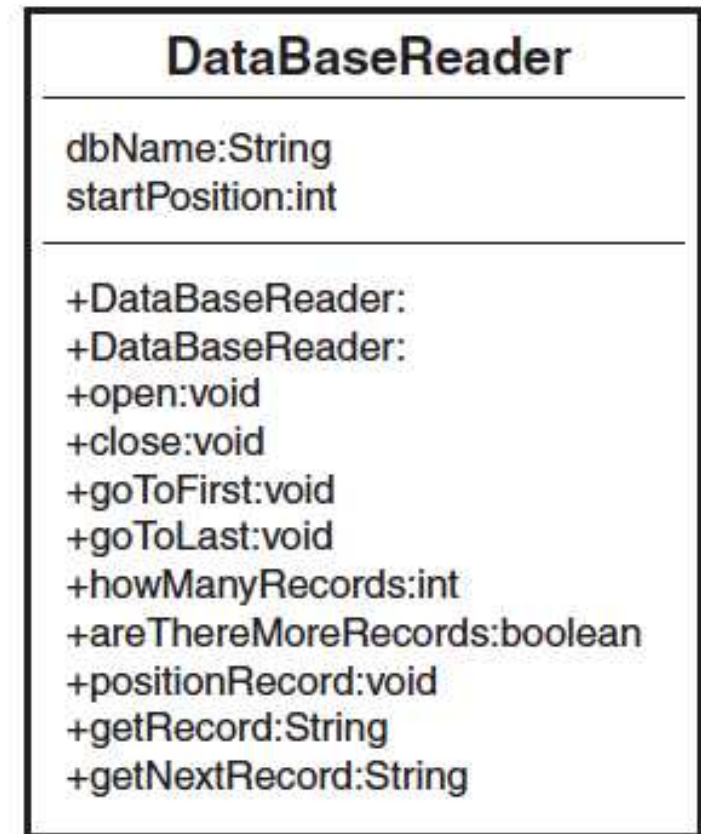 DataBaseReader
dbName:String
startPosition:int
+DataBaseReader:
+DataBaseReader:
+open:void
+close:void
+goToFirst:void
+goToLast:void
+howManyRecords:int
+areThereMoreRecords:boolean
+positionRecord:void
+getRecord:String
+getNextRecord:String